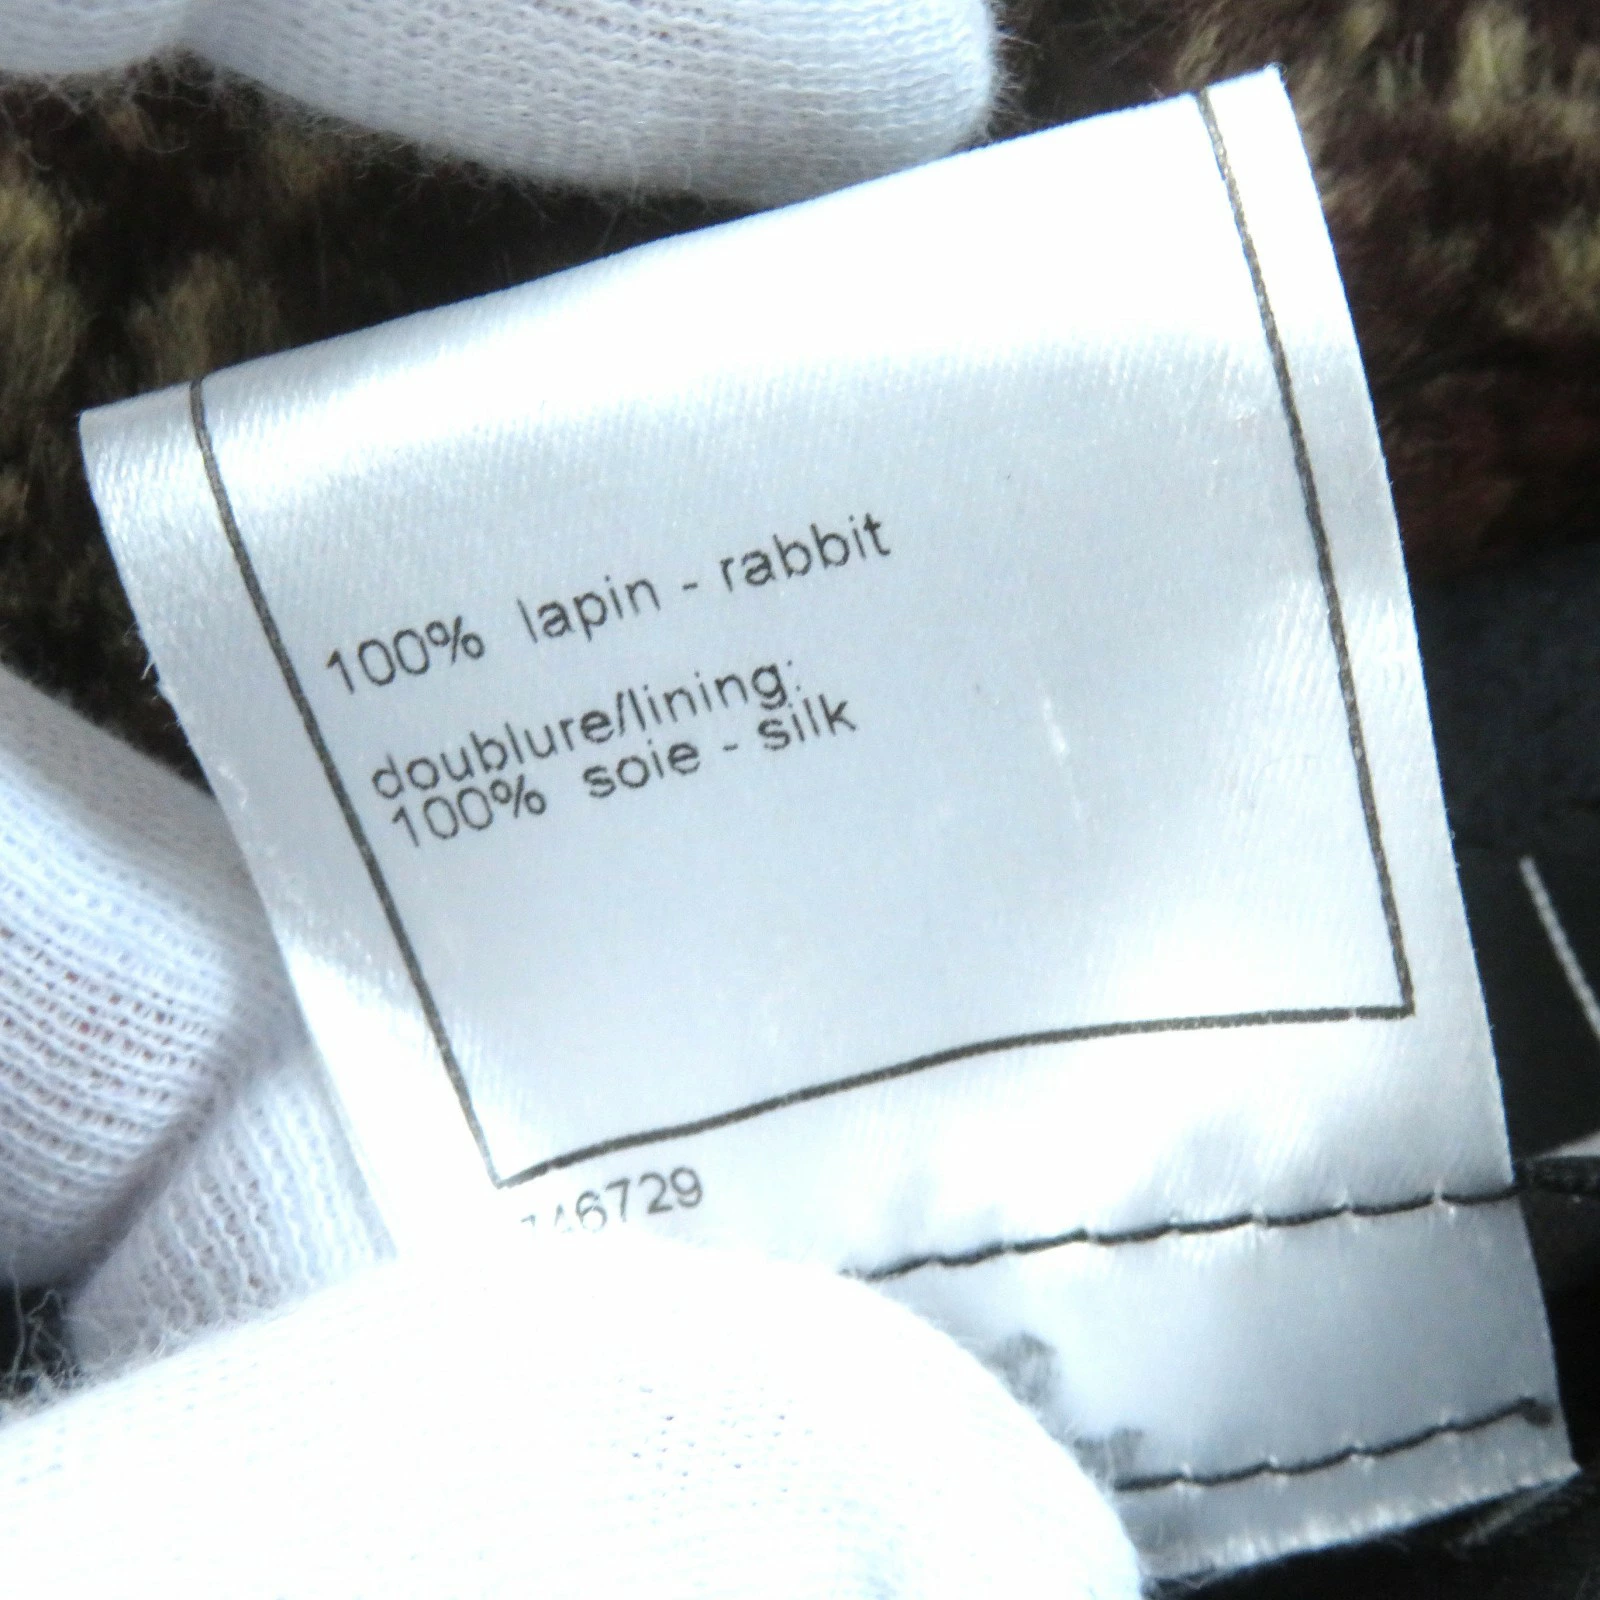 100% lapin - rabbit
doublure/lining:
100% soie - silk